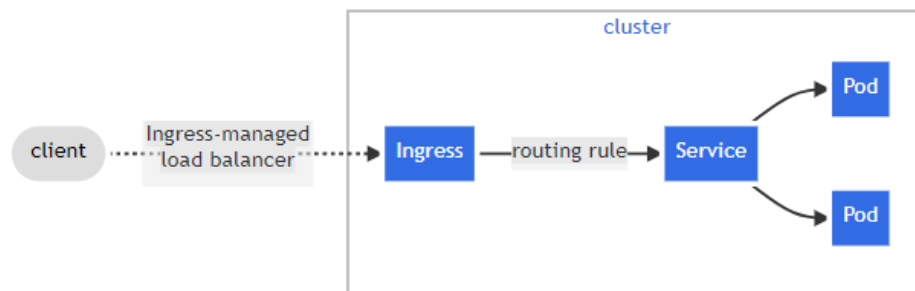 cluster
Pod
client
Ingress-managed
load balancer
Ingress
routing rule
Service
Pod